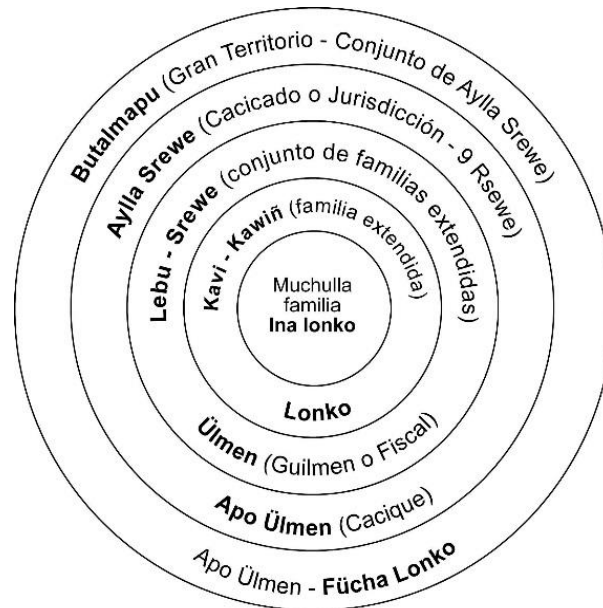 Butalmapu (Gran Territorio - Conjunto de Aylla Srewe)
Aylla Srewe (Cacicado o Jurisdicción - 9 Rsewe)
Lebu - Srewe (conjunto de familias extendidas)
Kavi - Kawiñ (familia extendida)
Muchulla
familia
Ina lonko
Lonko
Ülmen (Guilmen o Fiscal)
Apo Ülmen (Cacique)
Apo Ülmen - Fücha Lonko